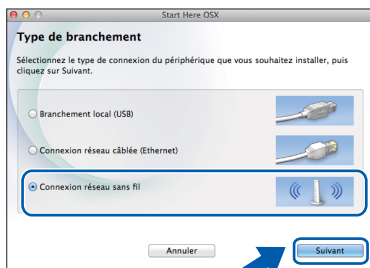 Start Here OSX
Type de branchement
Sélectionnez le type de connexion du périphérique que vous souhaitez installer, puis
cliquez sur Suivant.
Branchement local (USB)
Connexion réseau câblée (Ethernet)
Connexion réseau sans fil
Annuler
Suivant